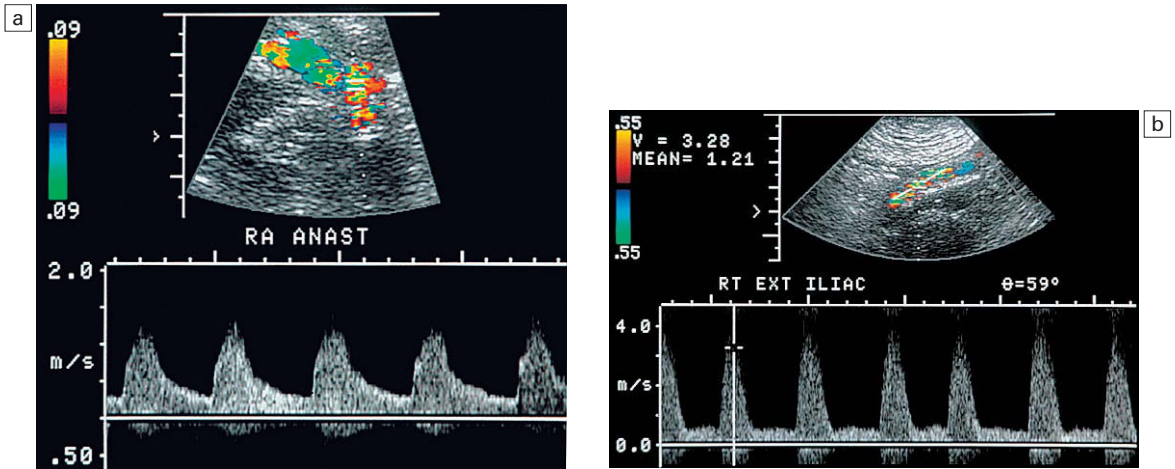 a
.09
.09
RA ANAST
2.0
m/s
.50
b
.55
V = 3.28
MEAN= 1.21
.55
RT EXT ILIAC θ=59°
4.0
m/s
0.0